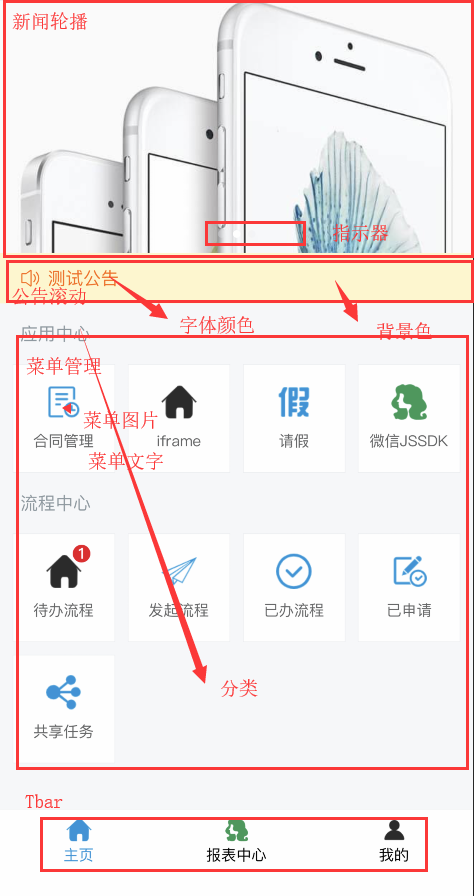 新闻轮播
指示器
测试公告
公告滚动
字体颜色
背景色
应用中心
菜单管理
菜单图片
合同管理
iframe
请假
微信JSSDK
假
菜单文字
流程中心
1
待办流程
发起流程
已办流程
已申请
分类
共享任务
Tbar
主页
报表中心
我的